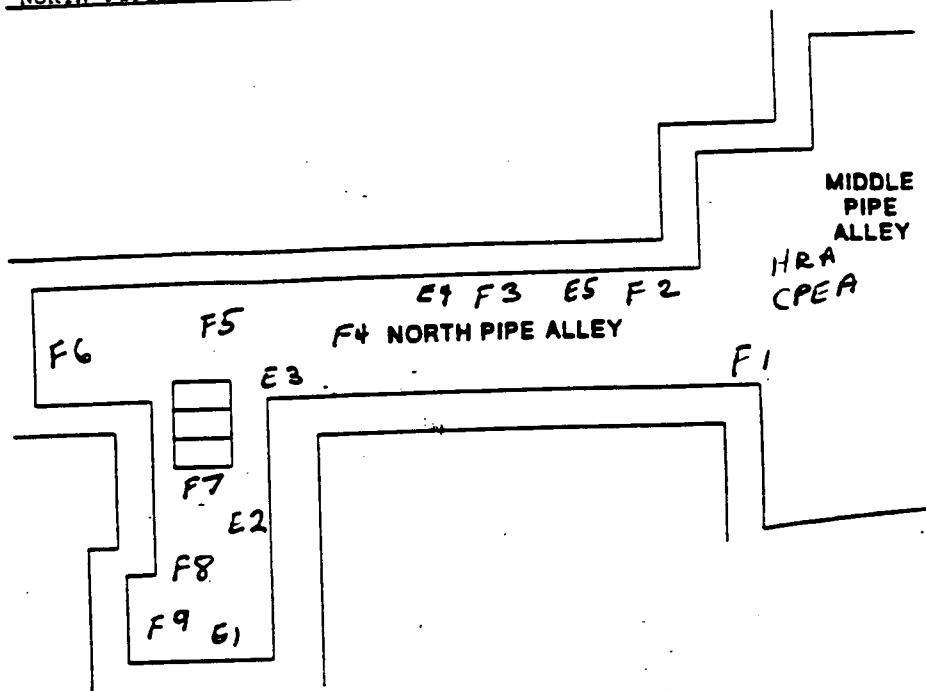 NORTH
MIDDLE
PIPE
ALLEY
HRA
CPEA
E4 F3 E5 F2
F5
F4 NORTH PIPE ALLEY
F6
F1
E3
F7
E2
F8
F9 E1